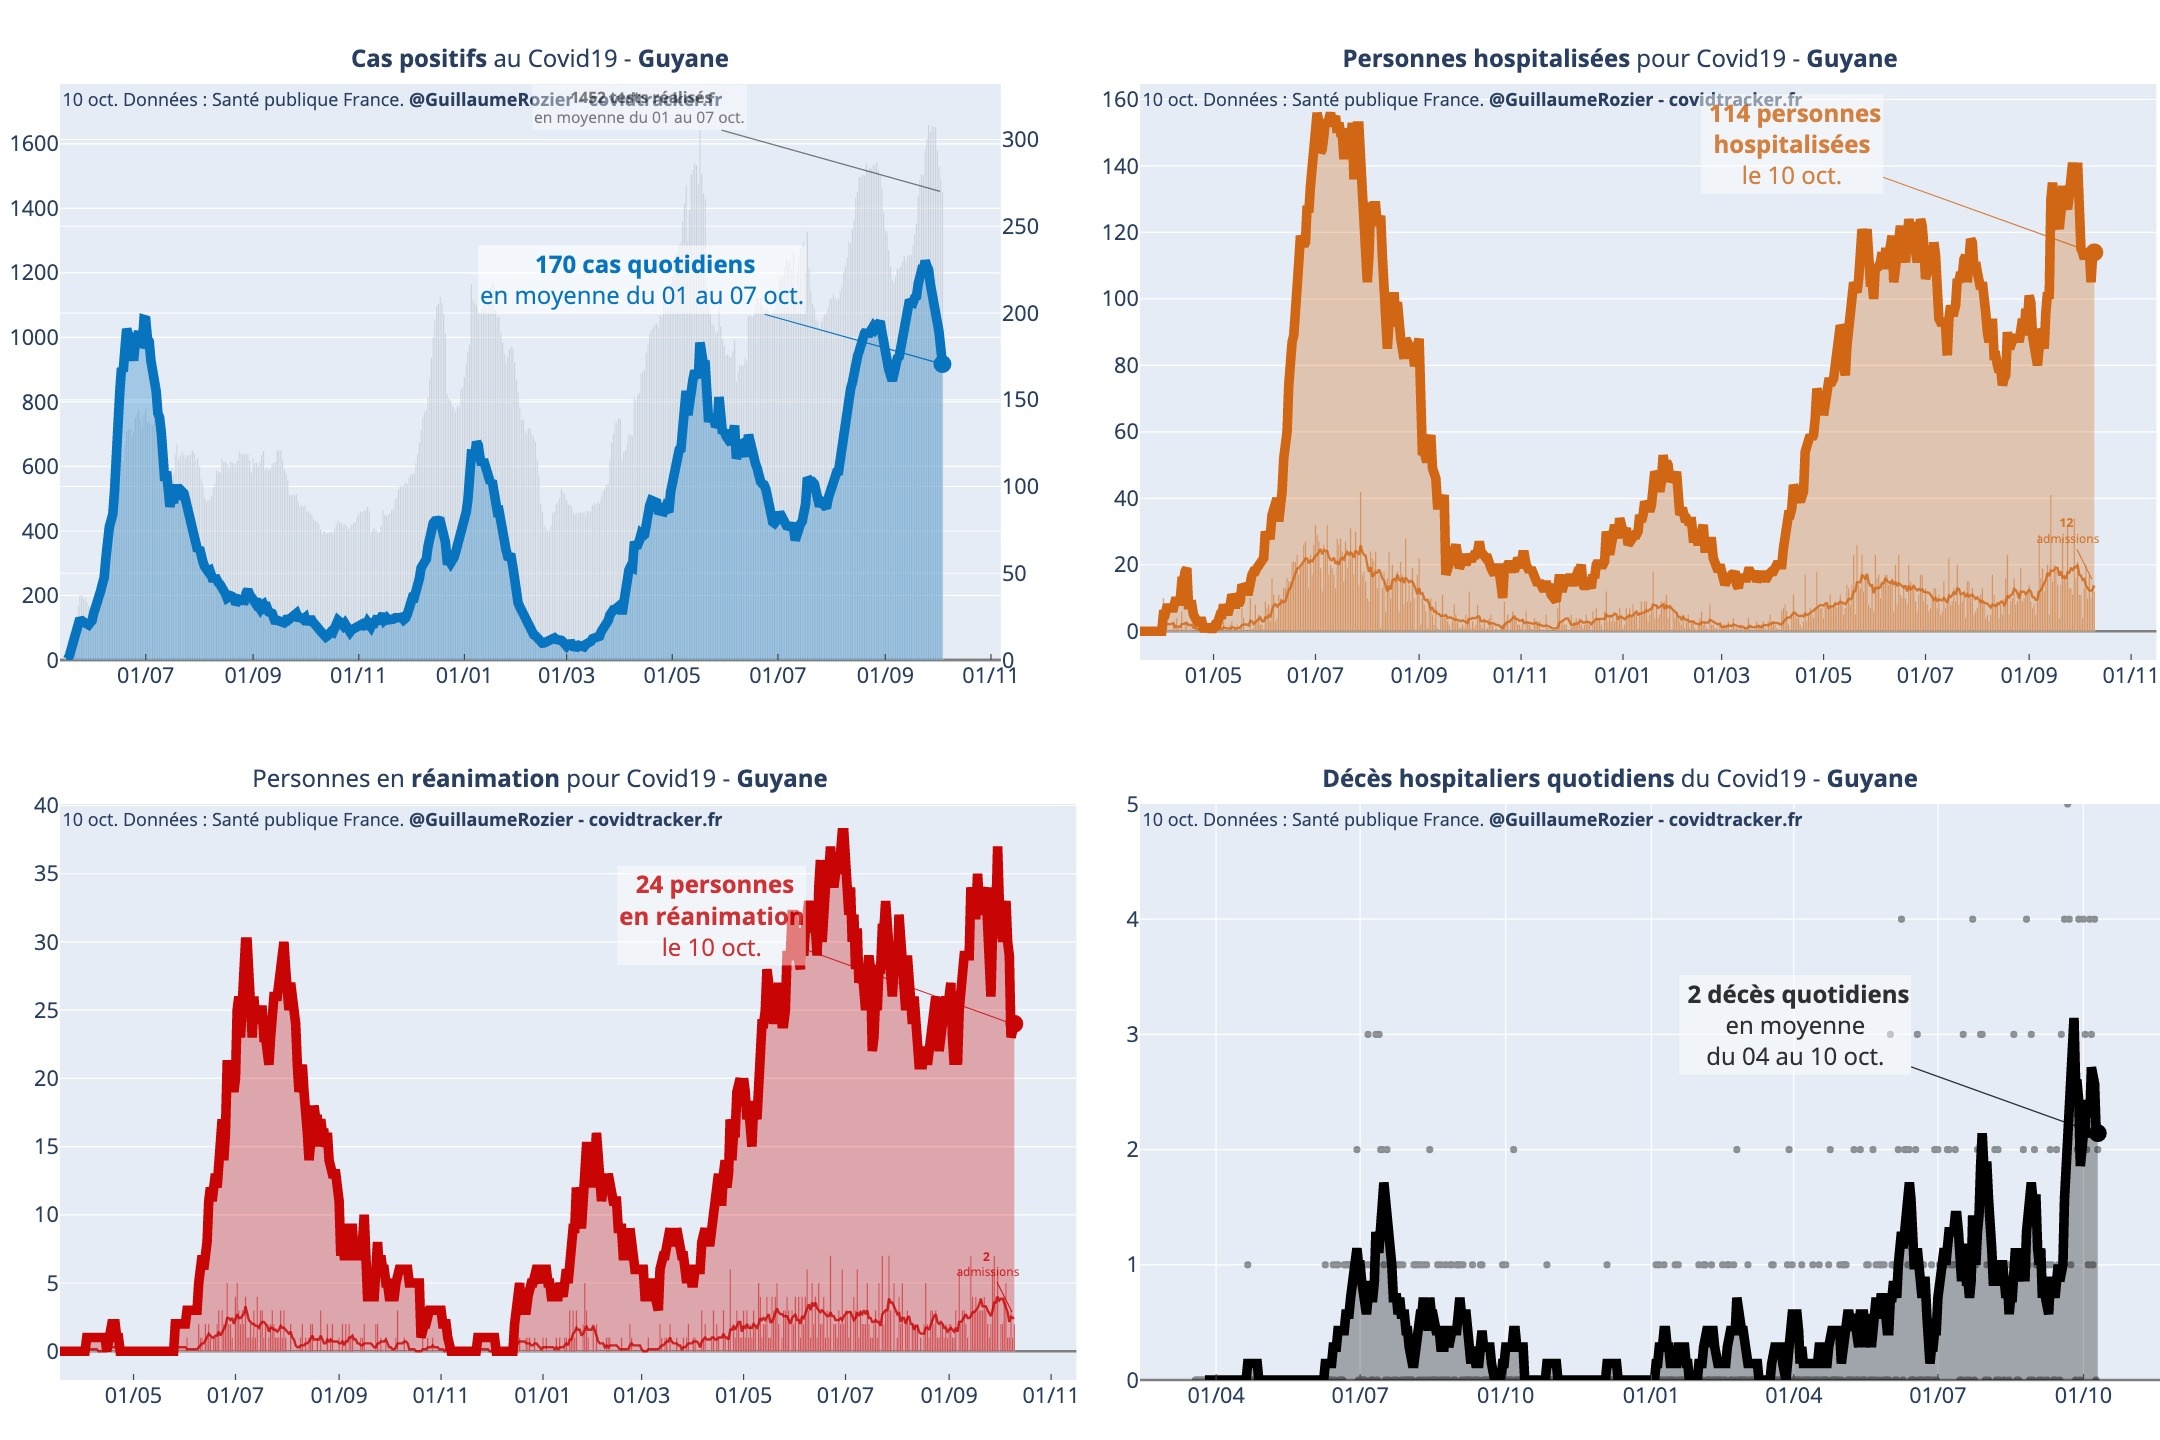 Cas positifs au Covid19 - Guyane
10 oct. Données : Santé publique France. @GuillaumeRozier - covidtracker.fr
1452 tests réalisés
en moyenne du 01 au 07 oct.
170 cas quotidiens
en moyenne du 01 au 07 oct.
1600
1400
1200
1000
800
600
400
200
0
300
250
200
150
100
50
0
01/07 01/09 01/11 01/01 01/03 01/05 01/07 01/09 01/11
Personnes hospitalisées pour Covid19 - Guyane
10 oct. Données : Santé publique France. @GuillaumeRozier - covidtracker.fr
114 personnes
hospitalisées
le 10 oct.
12
admissions
160
140
120
100
80
60
40
20
0
01/05 01/07 01/09 01/11 01/01 01/03 01/05 01/07 01/09 01/11
Personnes en réanimation pour Covid19 - Guyane
10 oct. Données : Santé publique France. @GuillaumeRozier - covidtracker.fr
24 personnes
en réanimation
le 10 oct.
2
admissions
40
35
30
25
20
15
10
5
0
01/05 01/07 01/09 01/11 01/01 01/03 01/05 01/07 01/09 01/11
Décès hospitaliers quotidiens du Covid19 - Guyane
10 oct. Données : Santé publique France. @GuillaumeRozier - covidtracker.fr
2 décès quotidiens
en moyenne
du 04 au 10 oct.
5
4
3
2
1
0
01/04 01/07 01/10 01/01 01/04 01/07 01/10